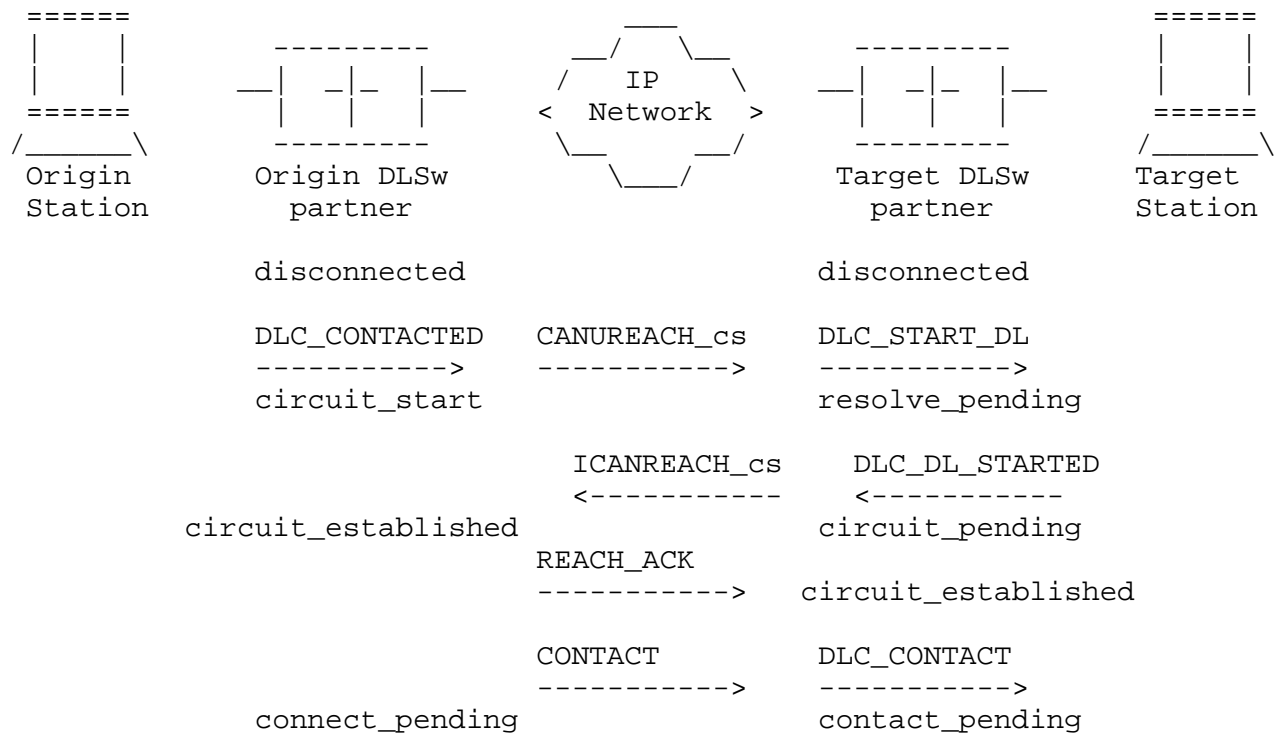 IP
Network
Origin Origin DLSw Target DLSw Target
Station partner partner Station
disconnected disconnected
DLC_CONTACTED CANUREACH_cs DLC_START_DL
-----------> -----------> ----------->
circuit_start resolve_pending
ICANREACH_cs DLC_DL_STARTED
<----------- <-----------
circuit_established circuit_pending
REACH_ACK
-----------> circuit_established
CONTACT DLC_CONTACT
-----------> ----------->
connect_pending contact_pending